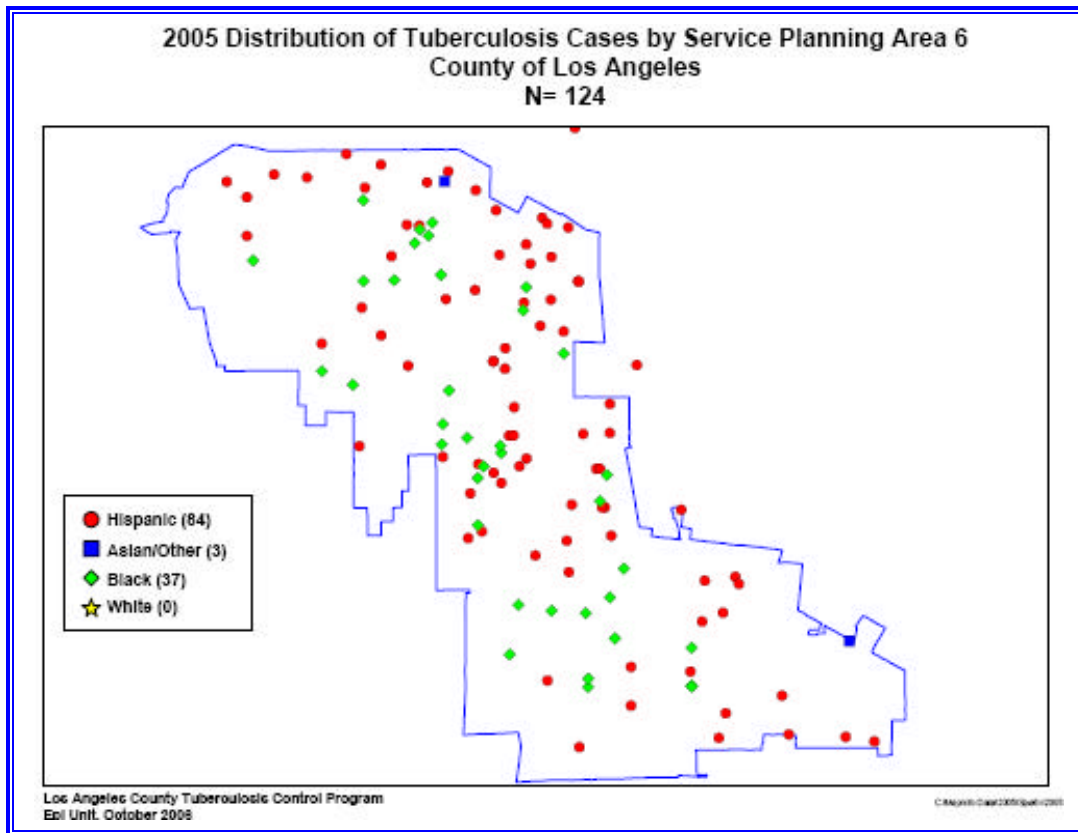 2005 Distribution of Tuberculosis Cases by Service Planning Area 6
County of Los Angeles
N= 124
Hispanic (84)
Asian/Other (3)
Black (37)
White (0)
Los Angeles County Tuberculosis Control Program
Epi Unit. October 2006